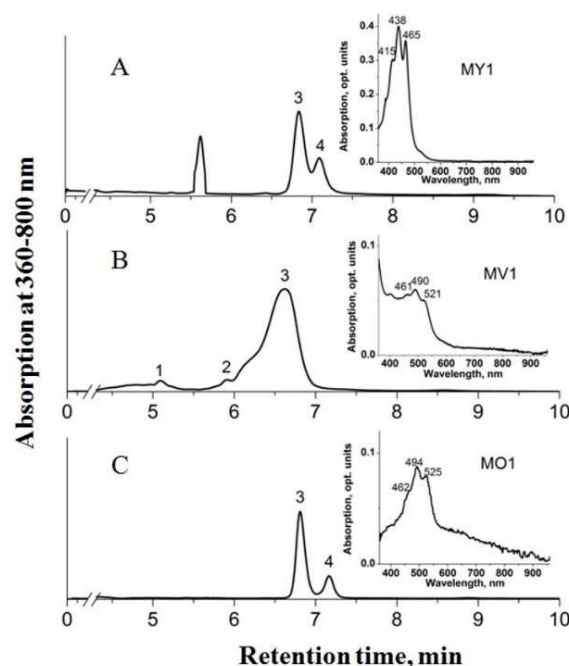 Absorption at 360-800 nm
A
3
4
0 5 6 7 8 9 10
Absorption, opt. units
0.4
0.3
0.2
0.1
0.0
415
438
465
MY1
400 500 600 700 800 900
Wavelength, nm
B
1
2
3
0 5 6 7 8 9 10
Absorption, opt. units
0.1
0.0
461
490
521
MV1
400 500 600 700 800 900
Wavelength, nm
C
3
4
0 5 6 7 8 9 10
Absorption, opt. units
0.1
0.0
462
494
525
MO1
400 500 600 700 800 900
Wavelength, nm
Retention time, min